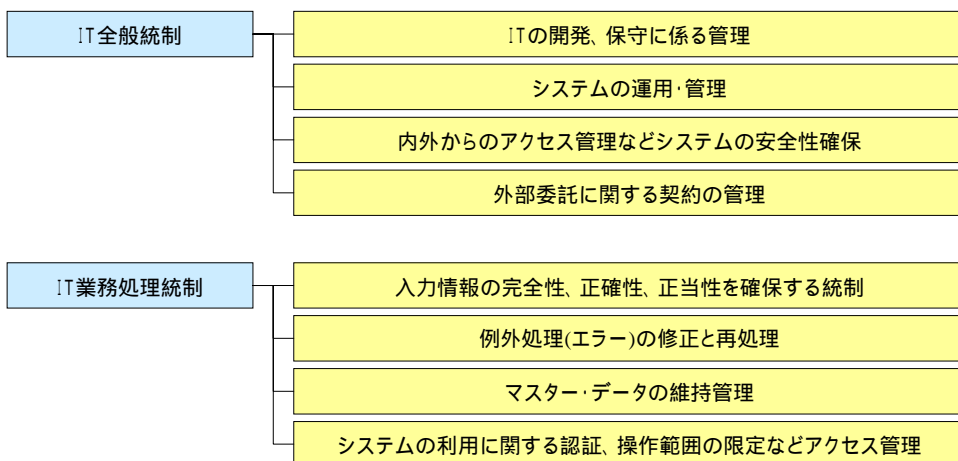 IT全般統制
ITの開発、保守に係る管理
システムの運用・管理
内外からのアクセス管理などシステムの安全性確保
外部委託に関する契約の管理
IT業務処理統制
入力情報の完全性、正確性、正当性を確保する統制
例外処理(エラー)の修正と再処理
マスター・データの維持管理
システムの利用に関する認証、操作範囲の限定などアクセス管理